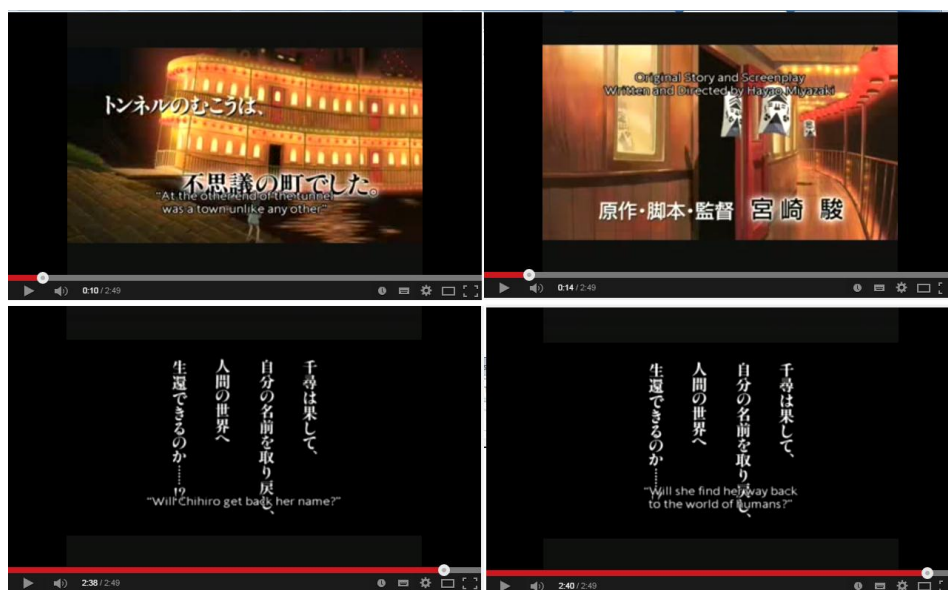 トンネルのむこうは、
不思議の町でした。
"At the other end of the tunnel
was a town unlike any other"
0:10 / 2:49
Original Story and Screenplay
Written and Directed by Hayao Miyazaki
原作・脚本・監督 宮崎 駿
0:14 / 2:49
千尋は果して、
自分の名前を取り戻し、
人間の世界へ
生還できるのか……!?
"Will Chihiro get back her name?"
2:38 / 2:49
千尋は果して、
自分の名前を取り戻し、
人間の世界へ
生還できるのか……!?
"Will she find her way back
to the world of humans?"
2:40 / 2:49